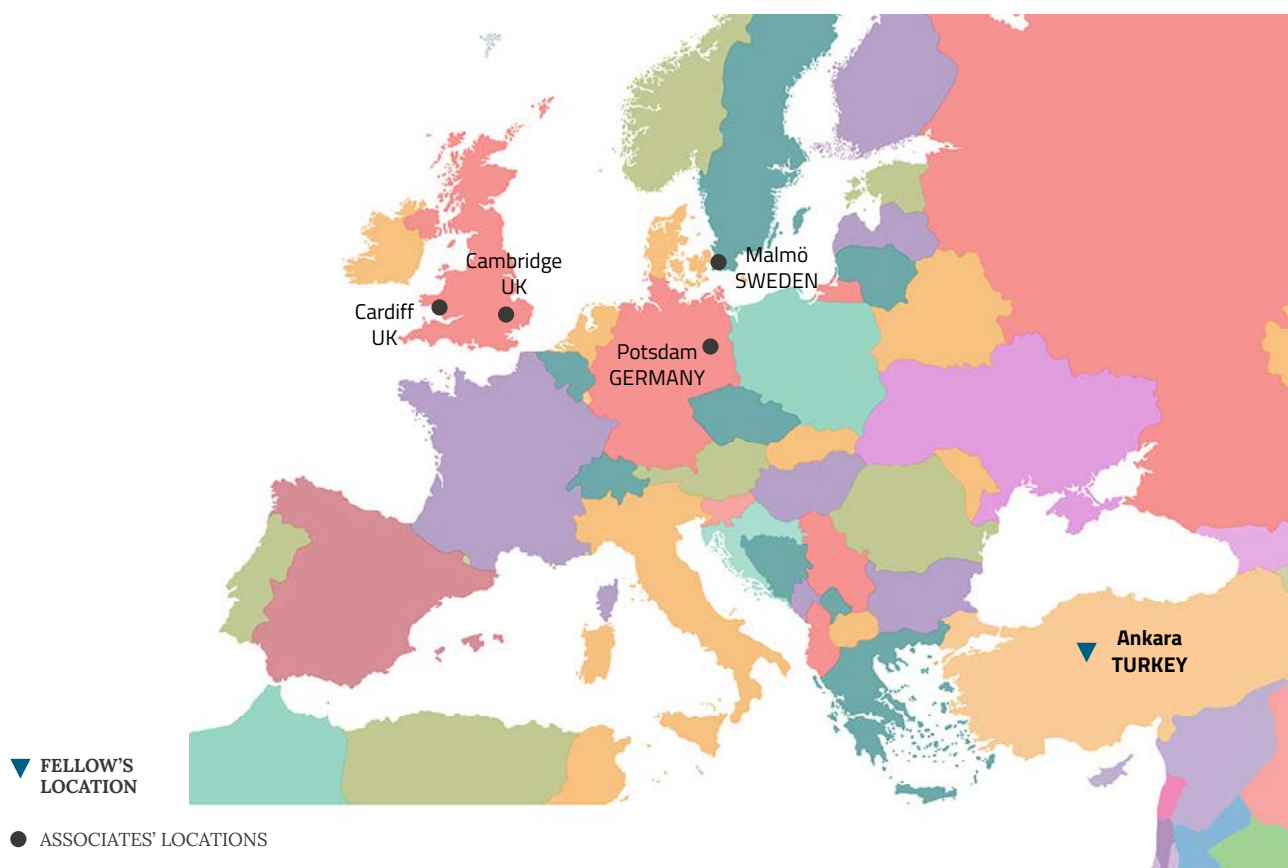 Malmö
SWEDEN
Cambridge
UK
Cardiff
UK
Potsdam
GERMANY
Ankara
TURKEY
FELLOW'S
LOCATION
ASSOCIATES' LOCATIONS